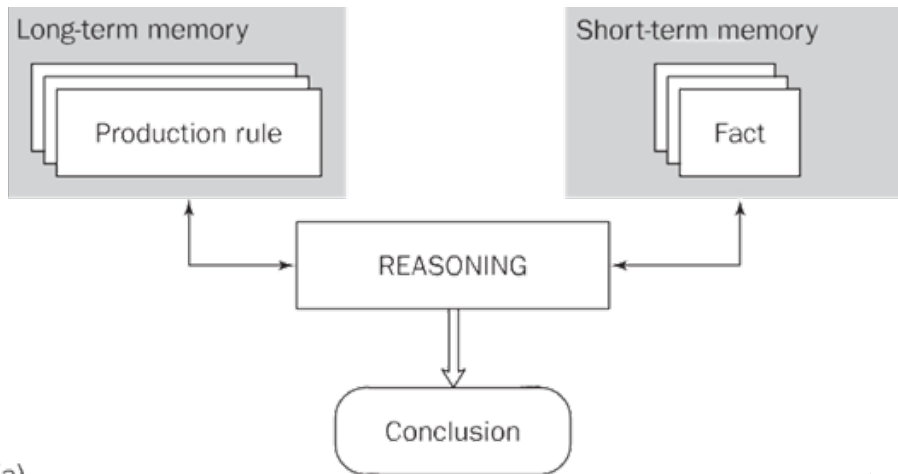 Long-term memory
Short-term memory
Production rule
Fact
REASONING
Conclusion